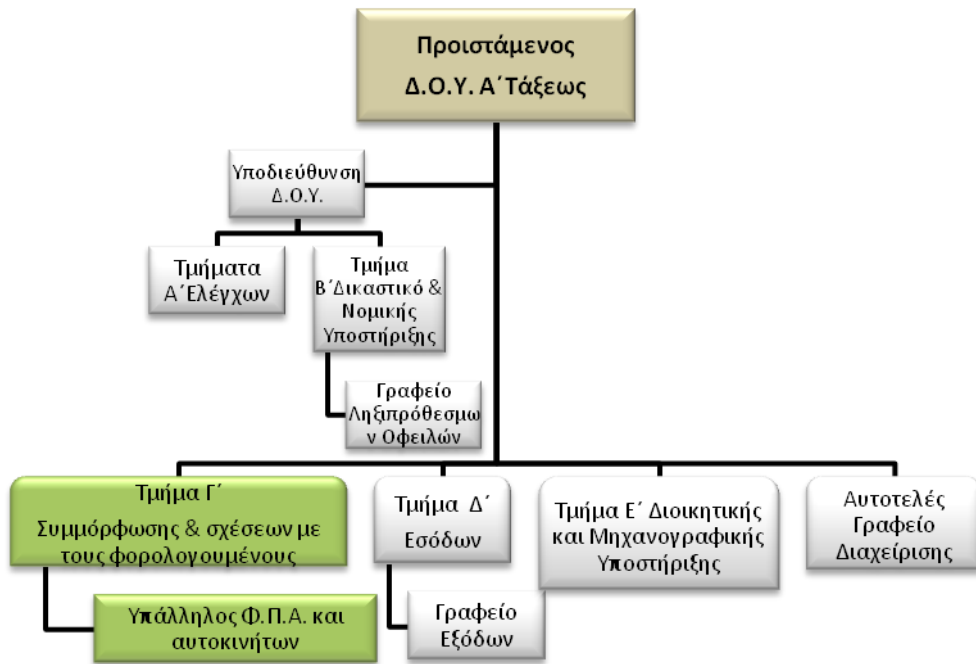 Προιστάμενος
Δ.Ο.Υ. Α΄Τάξεως
Υποδιεύθυνση
Δ.Ο.Υ.
Τμήματα
Α΄Ελέγχων
Τμήμα
Β΄Δικαστικό &
Νομικής
Υποστήριξης
Γραφείο
Ληξιπρόθεσμω
ν Οφειλών
Τμήμα Γ΄
Συμμόρφωσης & σχέσεων με
τους φορολογουμένους
Υπάλληλος Φ.Π.Α. και
αυτοκινήτων
Τμήμα Δ΄
Εσόδων
Γραφείο
Εξόδων
Τμήμα Ε΄ Διοικητικής
και Μηχανογραφικής
Υποστήριξης
Αυτοτελές
Γραφείο
Διαχείρισης